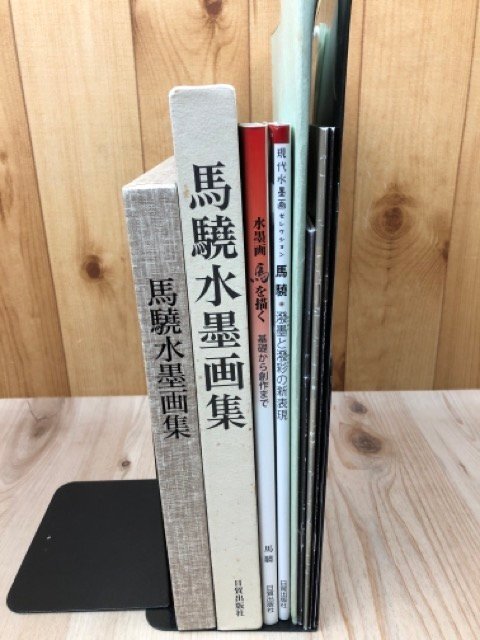 馬驍水墨画集
馬驍水墨画集
日貿出版社
水墨画 馬を描く
基礎から創作まで
馬驍
日貿出版社
現代水墨画セレクション
馬驍
潑墨と潑彩の新表現
日貿出版社